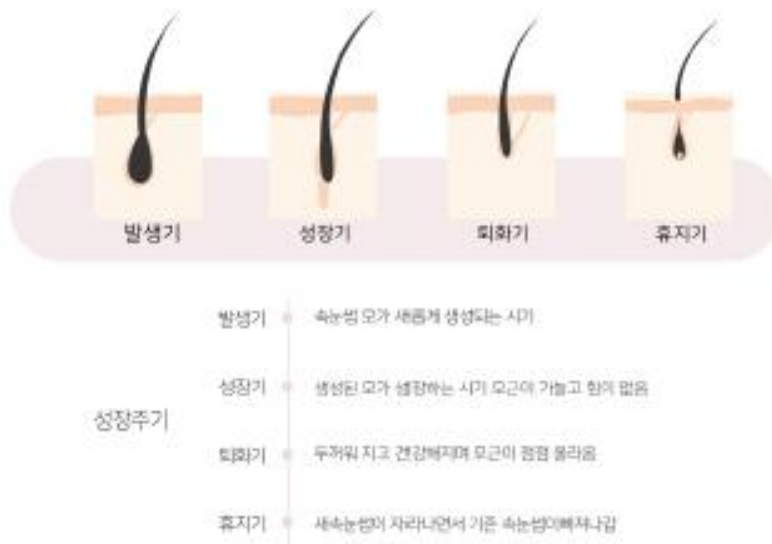 발생기 성장기 퇴화기 휴지기
발생기 속눈썹 모가 새롭게 생성되는 시기
성장기 생성된 모가 성장하는 시기 모근이 가늘고 힘이 없음
성장주기
퇴화기 두꺼워 지고 건강해지며 모근이 점점 올라옴
휴지기 새속눈썹이 자라나면서 기존 속눈썹이빠져나감